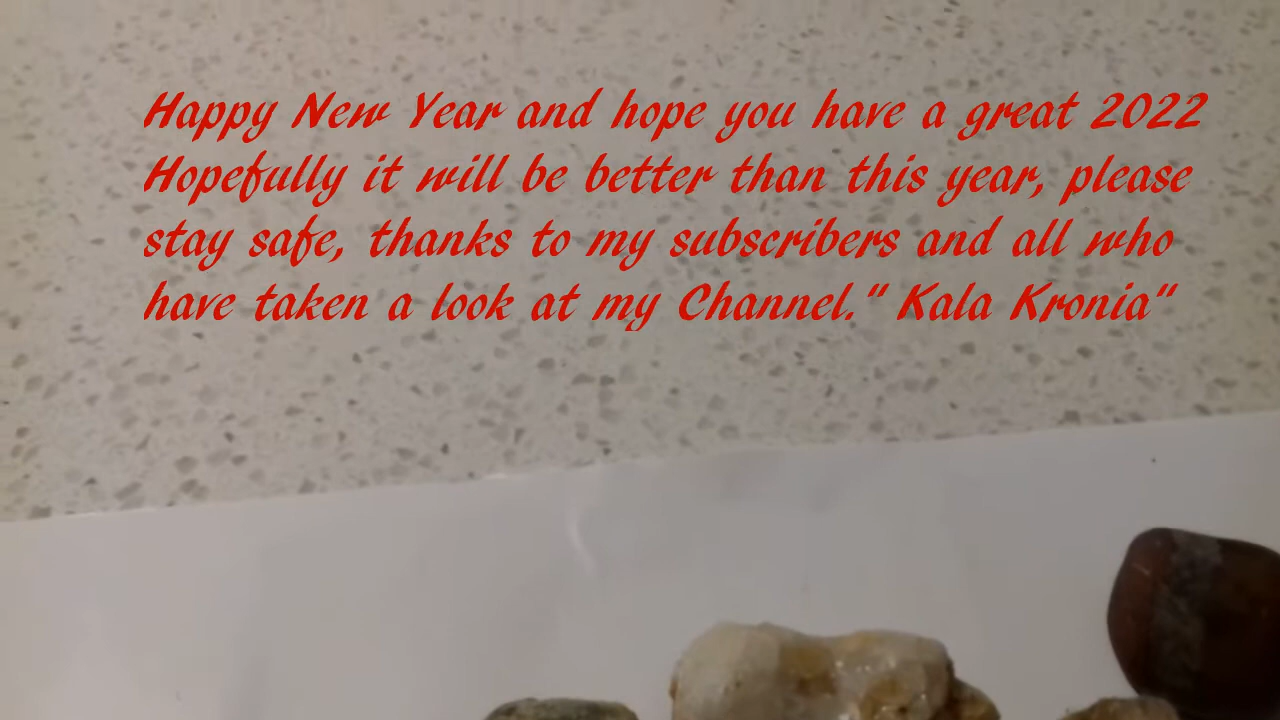 Happy New Year and hope you have a great 2022
Hopefully it will be better than this year, please
stay safe, thanks to my subscribers and all who
have taken a look at my Channel.“ Kala Kronia“